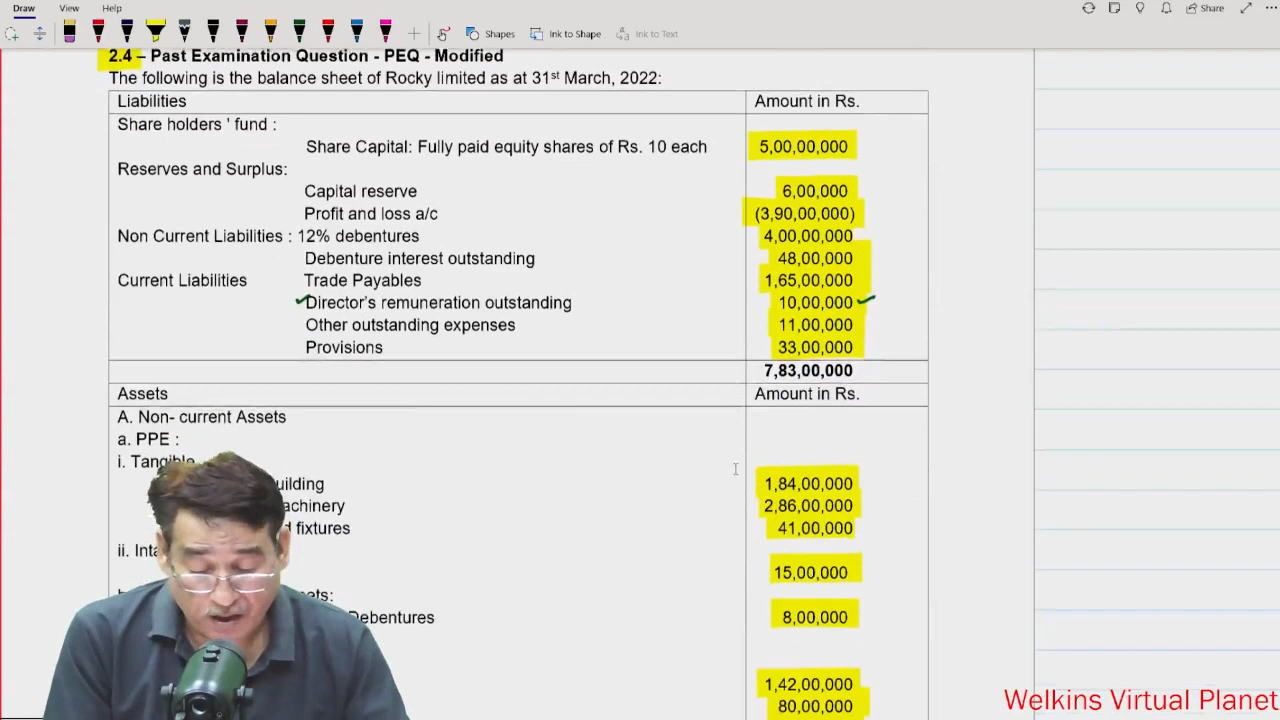 Draw View Help
Shapes Ink to Shape Ink to Text Share
2.4 – Past Examination Question - PEQ - Modified
The following is the balance sheet of Rocky limited as at 31st March, 2022:
Liabilities Amount in Rs.
Share holders ' fund :
Share Capital: Fully paid equity shares of Rs. 10 each 5,00,00,000
Reserves and Surplus:
Capital reserve 6,00,000
Profit and loss a/c (3,90,00,000)
Non Current Liabilities : 12% debentures 4,00,00,000
Debenture interest outstanding 48,00,000
Current Liabilities Trade Payables 1,65,00,000
Director's remuneration outstanding 10,00,000
Other outstanding expenses 11,00,000
Provisions 33,00,000
7,83,00,000
Assets Amount in Rs.
A. Non- current Assets
a. PPE :
i. Tangible
1,84,00,000
2,86,00,000
fixtures 41,00,000
ii.
15,00,000
Debentures 8,00,000
1,42,00,000
80,00,000
Welkins Virtual Planet